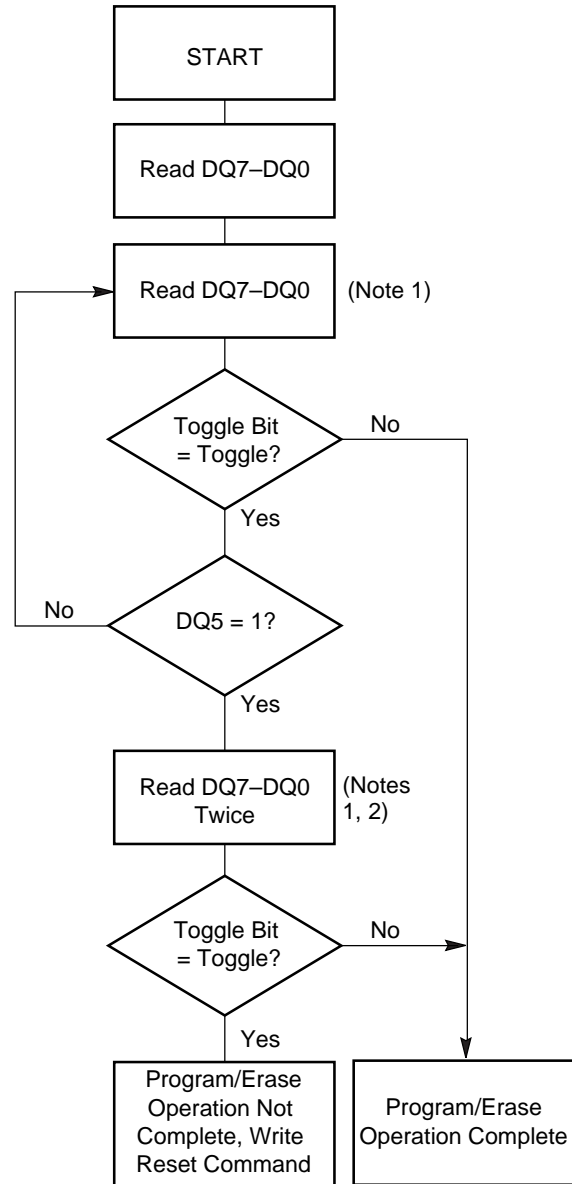 START
Read DQ7–DQ0
Read DQ7–DQ0
(Note 1)
Toggle Bit
= Toggle?
No
Yes
DQ5 = 1?
No
Yes
Read DQ7–DQ0
Twice
(Notes
1, 2)
Toggle Bit
= Toggle?
No
Yes
Program/Erase
Operation Not
Complete, Write
Reset Command
Program/Erase
Operation Complete